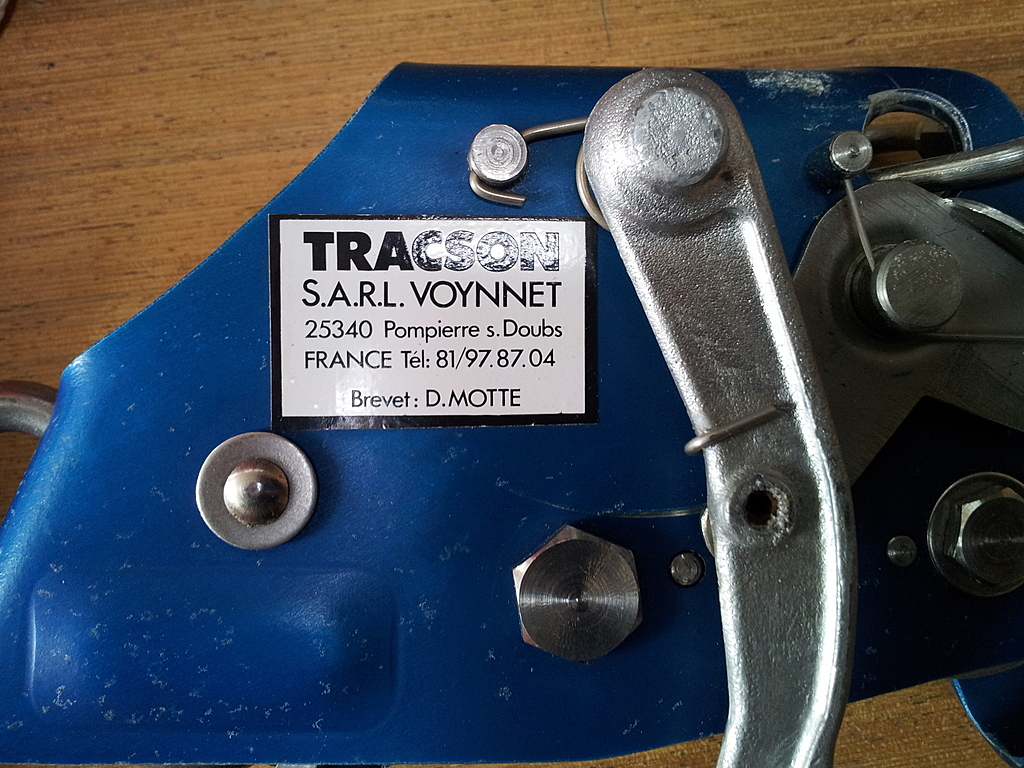 TRACSON
S.A.R.L. VOYNNET
25340 Pompierre s.Doubs
FRANCE Tél: 81/97.87.04
Brevet: D.MOTTE